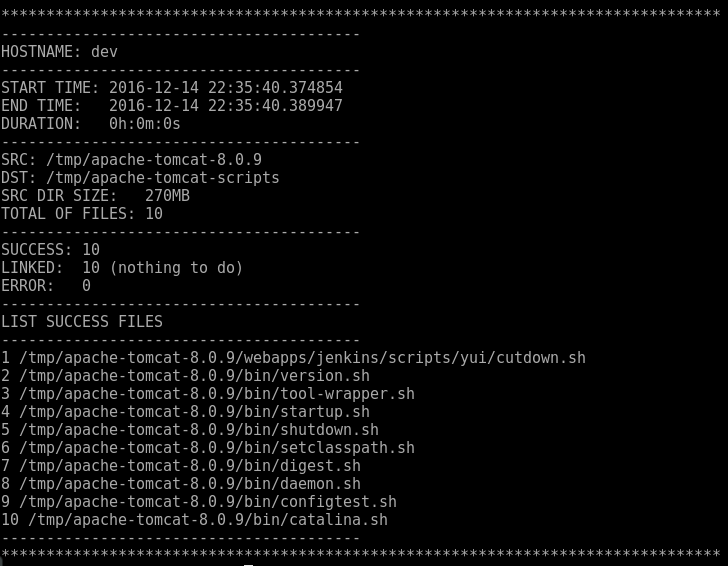 ********************************************************************************
----------------------------------------
HOSTNAME: dev
----------------------------------------
START TIME: 2016-12-14 22:35:40.374854
END TIME:   2016-12-14 22:35:40.389947
DURATION:   0h:0m:0s
----------------------------------------
SRC: /tmp/apache-tomcat-8.0.9
DST: /tmp/apache-tomcat-scripts
SRC DIR SIZE:   270MB
TOTAL OF FILES: 10
----------------------------------------
SUCCESS: 10
LINKED:  10 (nothing to do)
ERROR:   0
----------------------------------------
LIST SUCCESS FILES
----------------------------------------
1 /tmp/apache-tomcat-8.0.9/webapps/jenkins/scripts/yui/cutdown.sh
2 /tmp/apache-tomcat-8.0.9/bin/version.sh
3 /tmp/apache-tomcat-8.0.9/bin/tool-wrapper.sh
4 /tmp/apache-tomcat-8.0.9/bin/startup.sh
5 /tmp/apache-tomcat-8.0.9/bin/shutdown.sh
6 /tmp/apache-tomcat-8.0.9/bin/setclasspath.sh
7 /tmp/apache-tomcat-8.0.9/bin/digest.sh
8 /tmp/apache-tomcat-8.0.9/bin/daemon.sh
9 /tmp/apache-tomcat-8.0.9/bin/configtest.sh
10 /tmp/apache-tomcat-8.0.9/bin/catalina.sh
----------------------------------------
********************************************************************************